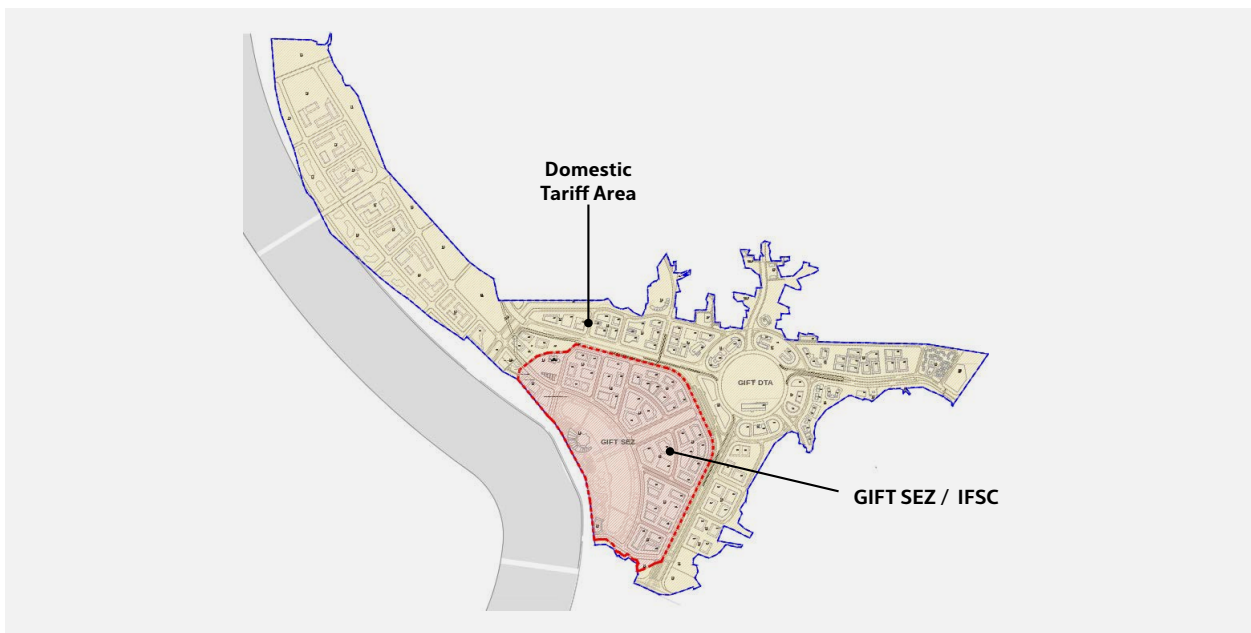 Domestic
Tariff Area
GIFT DTA
GIFT SEZ
GIFT SEZ / IFSC